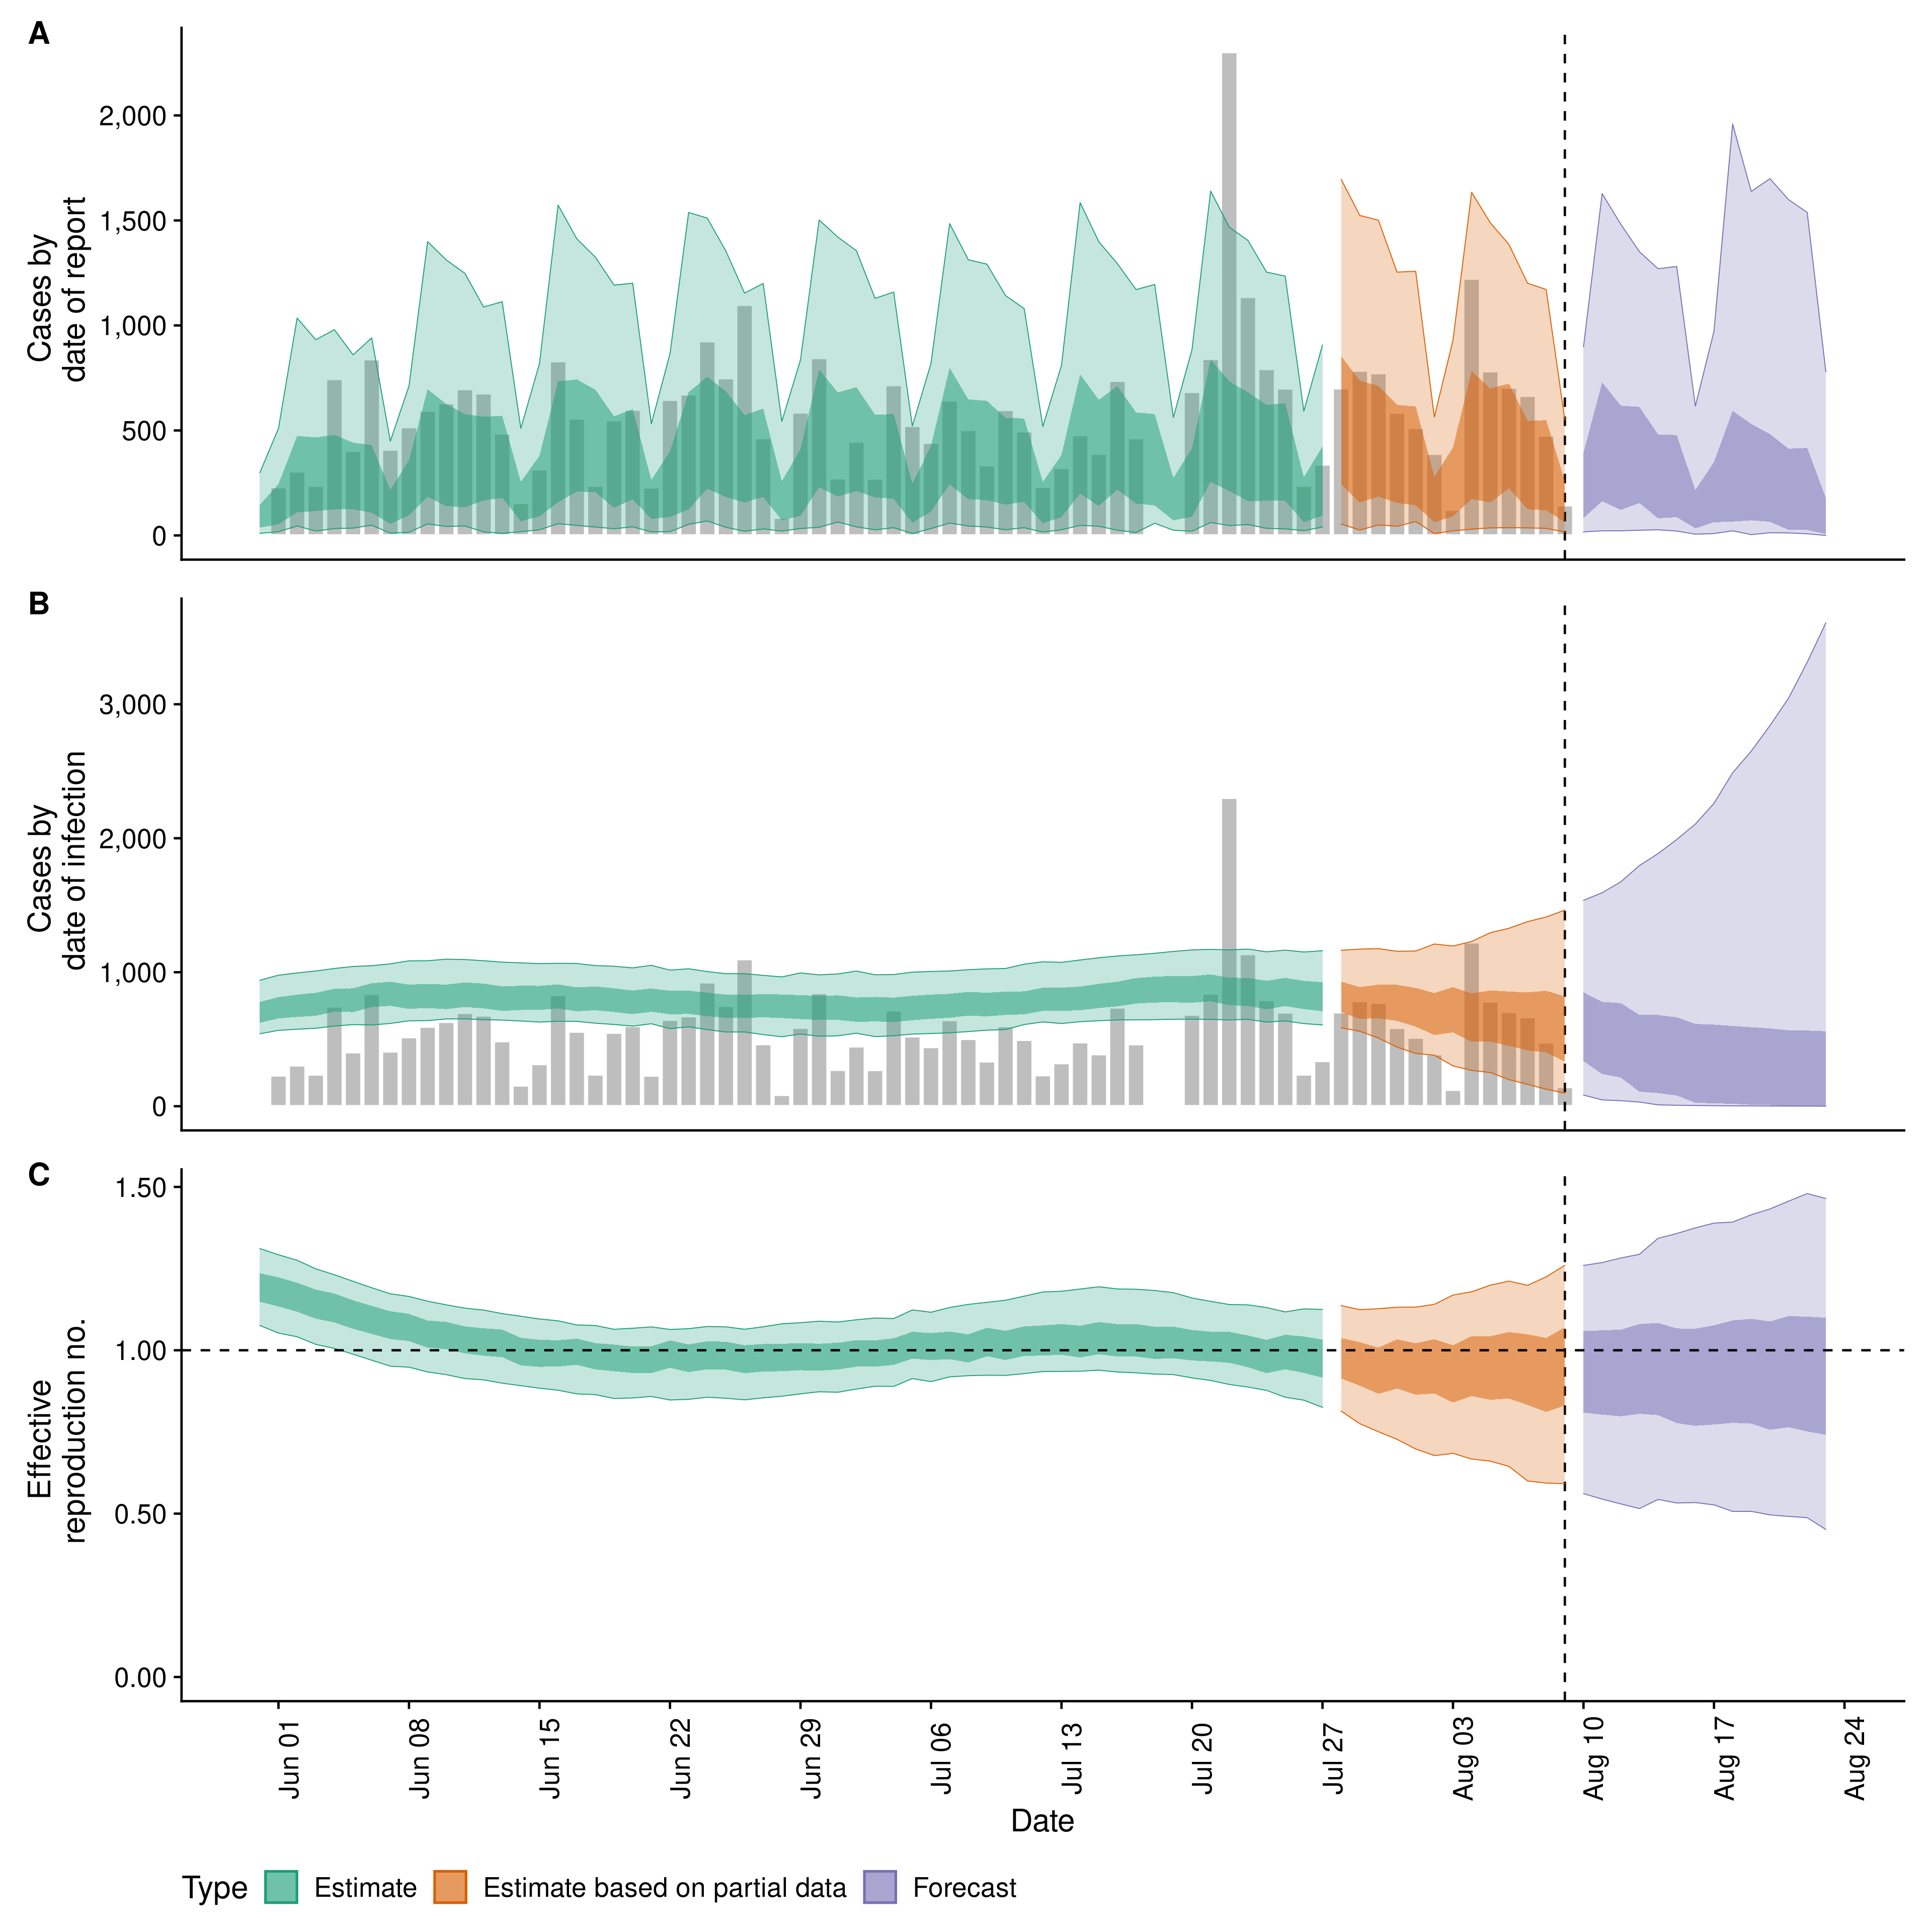 A
Cases by
date of report
2,000
1,500
1,000
500
0
B
Cases by
date of infection
3,000
2,000
1,000
0
C
Effective
reproduction no.
1.50
1.00
0.50
0.00
Jun 01
Jun 08
Jun 15
Jun 22
Jun 29
Jul 06
Jul 13
Jul 20
Jul 27
Aug 03
Aug 10
Aug 17
Aug 24
Date
Type Estimate Estimate based on partial data Forecast